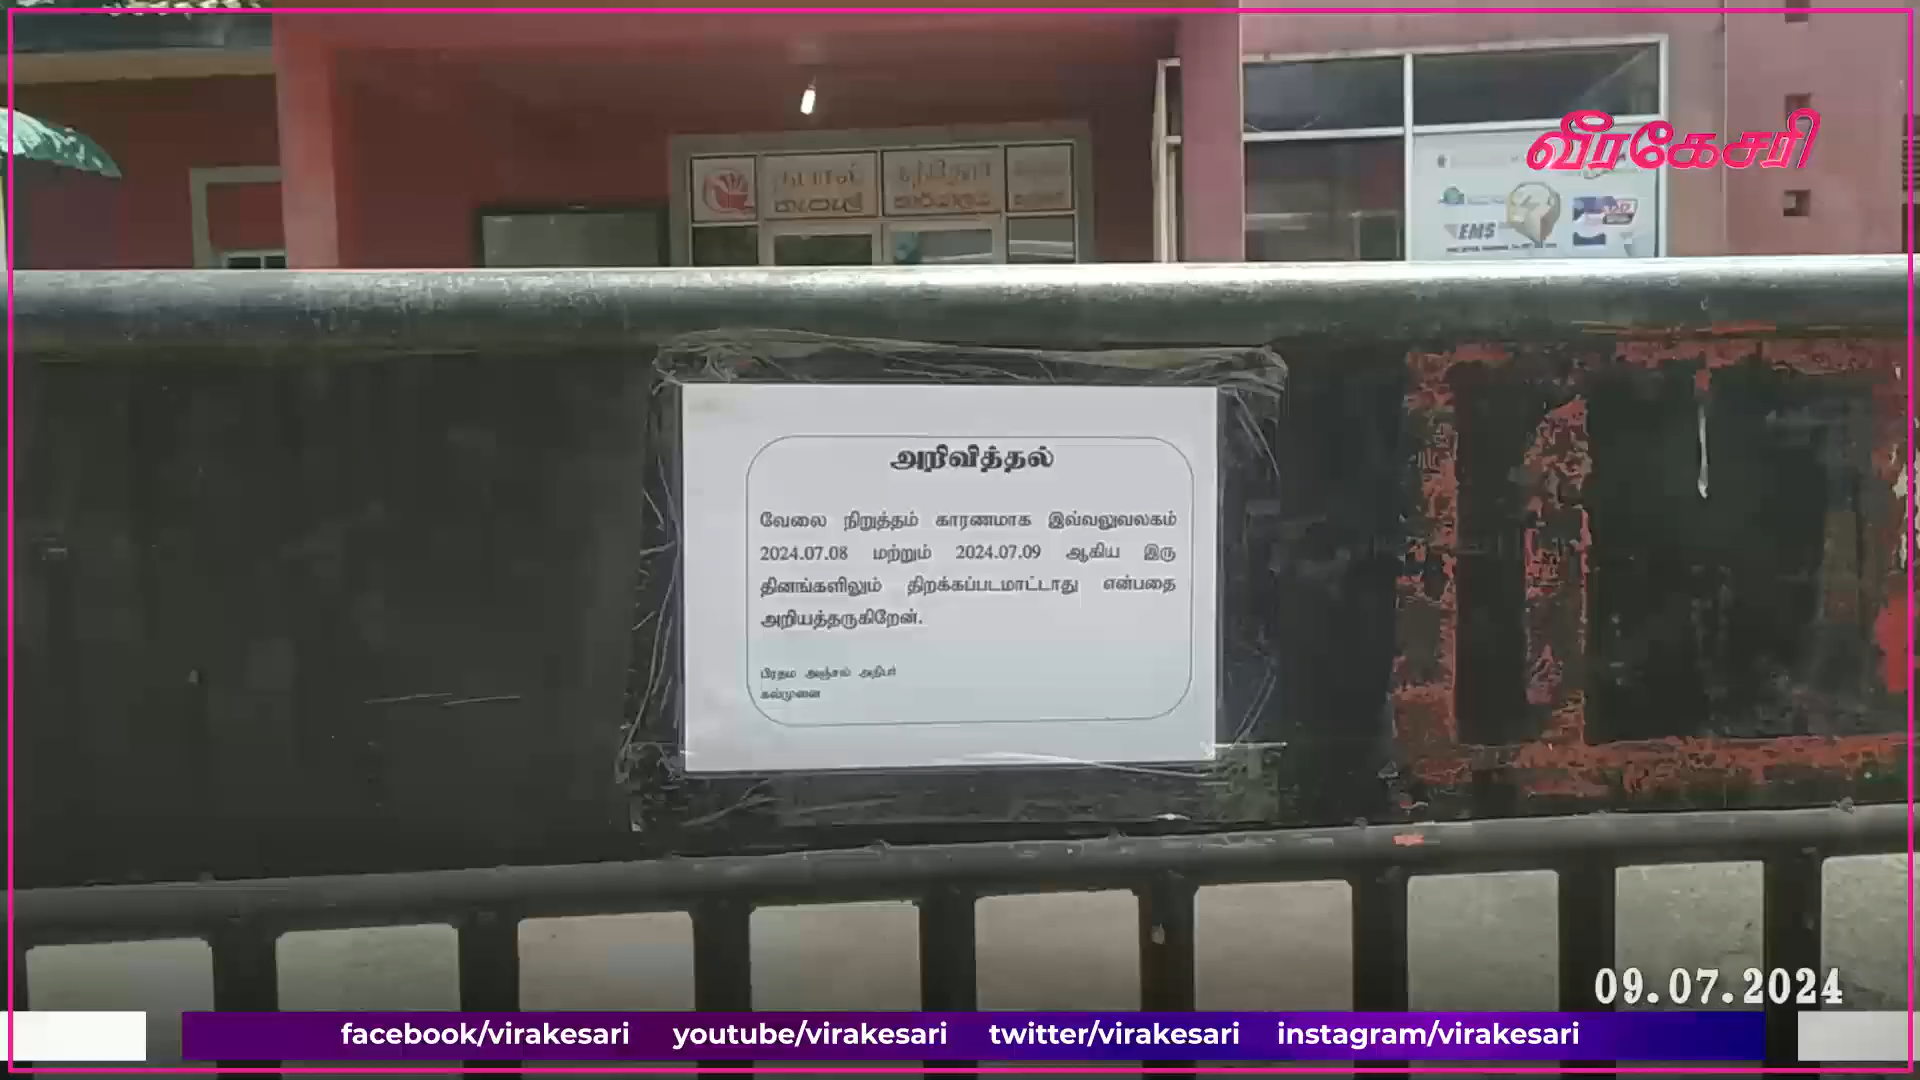 வீரகேசரி
EMS
அறிவித்தல்
வேலை நிறுத்தம் காரணமாக இவ்வலுவலகம்
2024.07.08 மற்றும் 2024.07.09 ஆகிய இரு
தினங்களிலும் திறக்கப்படமாட்டாது என்பதை
அறியத்தருகிறேன்.
பிரதம அஞ்சல் அதிபர்
கல்முனை
09.07.2024
facebook/virakesari youtube/virakesari twitter/virakesari instagram/virakesari